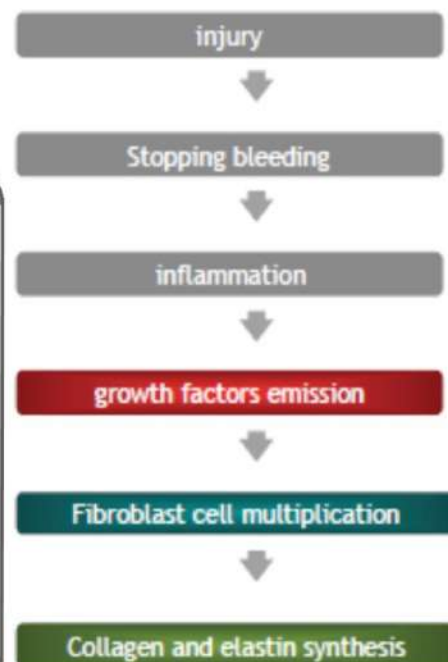 injury
Stopping bleeding
inflammation
growth factors emission
Fibroblast cell multiplication
Collagen and elastin synthesis